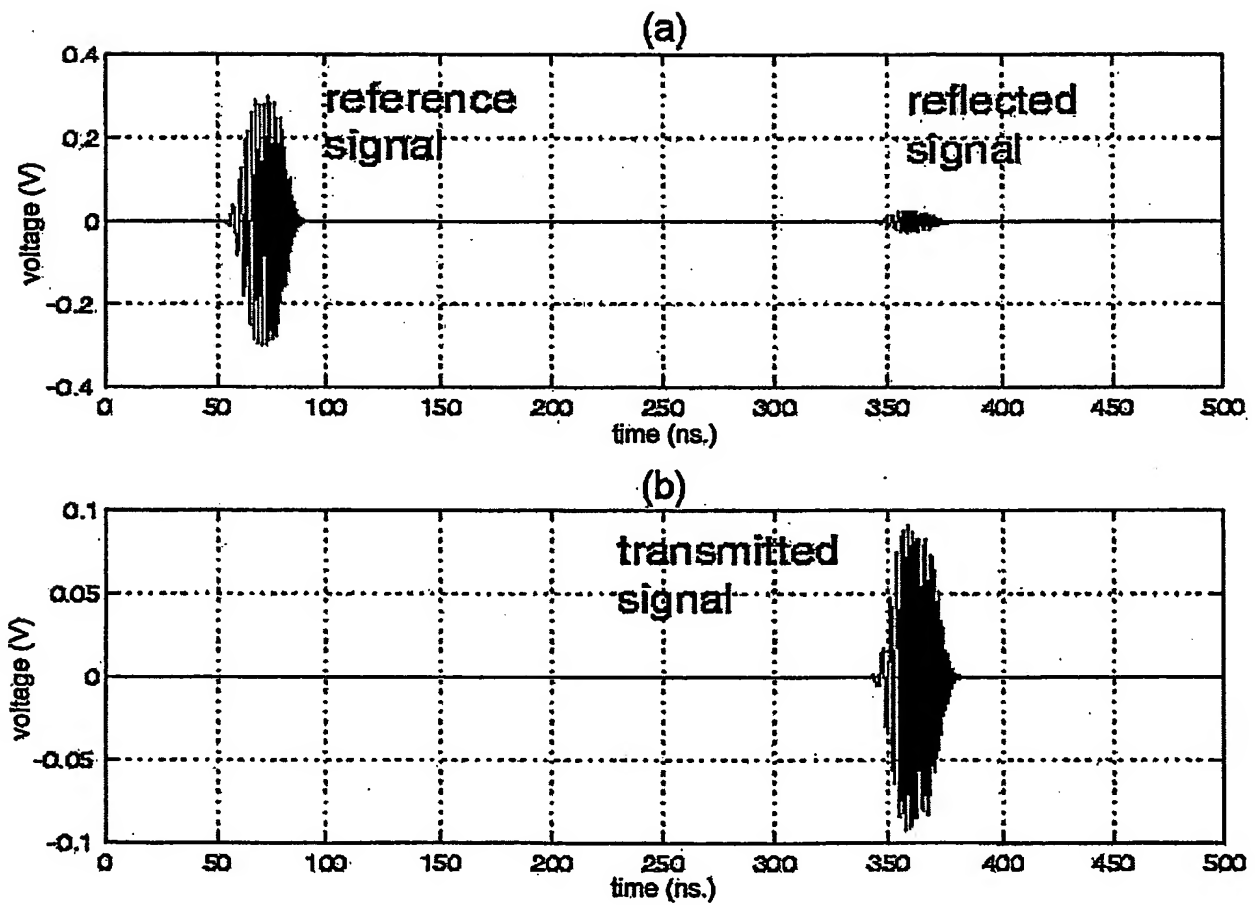 (a)
0.4
0.2
0
-0.2
-0.4
voltage (V)
reference
signal
reflected
signal
0 50 100 150 200 250 300 350 400 450 500
time (ns.)
(b)
0.1
0.05
0
-0.05
-0.1
voltage (V)
transmitted
signal
0 50 100 150 200 250 300 350 400 450 500
time (ns.)